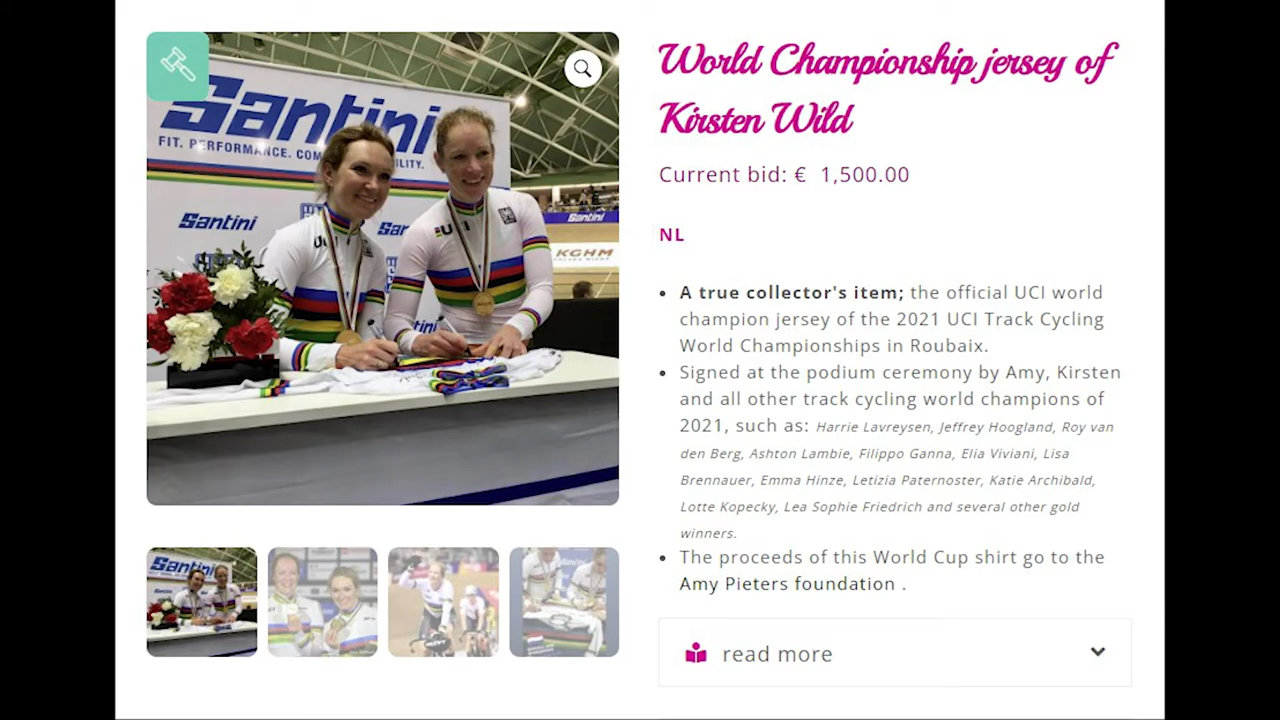 World Championship jersey of
Kirsten Wild
Current bid: € 1,500.00
NL
A true collector's item; the official UCI world
champion jersey of the 2021 UCI Track Cycling
World Championships in Roubaix.
Signed at the podium ceremony by Amy, Kirsten
and all other track cycling world champions of
2021, such as: Harrie Lavreysen, Jeffrey Hoogland, Roy van
den Berg, Ashton Lambie, Filippo Ganna, Elia Viviani, Lisa
Brennauer, Emma Hinze, Letizia Paternoster, Katie Archibald,
Lotte Kopecky, Lea Sophie Friedrich and several other gold
winners.
The proceeds of this World Cup shirt go to the
Amy Pieters foundation .
read more
Santini
FIT. PERFORMANCE.
Santini
Santini
KGHM
Santini